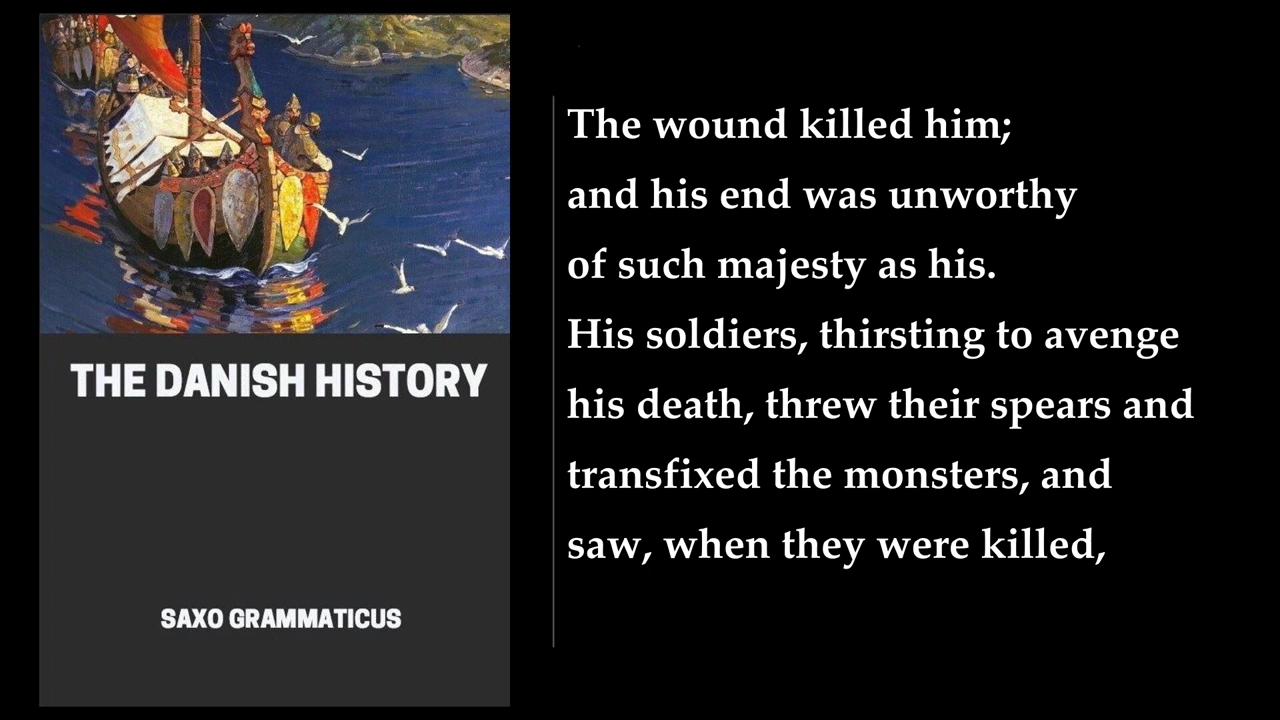 THE DANISH HISTORY
SAXO GRAMMATICUS
The wound killed him;
and his end was unworthy
of such majesty as his.
His soldiers, thirsting to avenge
his death, threw their spears and
transfixed the monsters, and
saw, when they were killed,